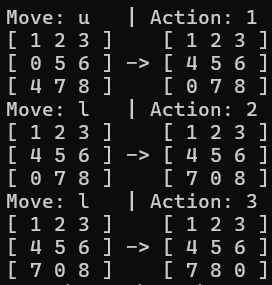 Move: u   | Action: 1
[ 1 2 3 ]    [ 1 2 3 ]
[ 0 5 6 ] -> [ 4 5 6 ]
[ 4 7 8 ]    [ 0 7 8 ]
Move: l   | Action: 2
[ 1 2 3 ]    [ 1 2 3 ]
[ 4 5 6 ] -> [ 4 5 6 ]
[ 0 7 8 ]    [ 7 0 8 ]
Move: l   | Action: 3
[ 1 2 3 ]    [ 1 2 3 ]
[ 4 5 6 ] -> [ 4 5 6 ]
[ 7 0 8 ]    [ 7 8 0 ]